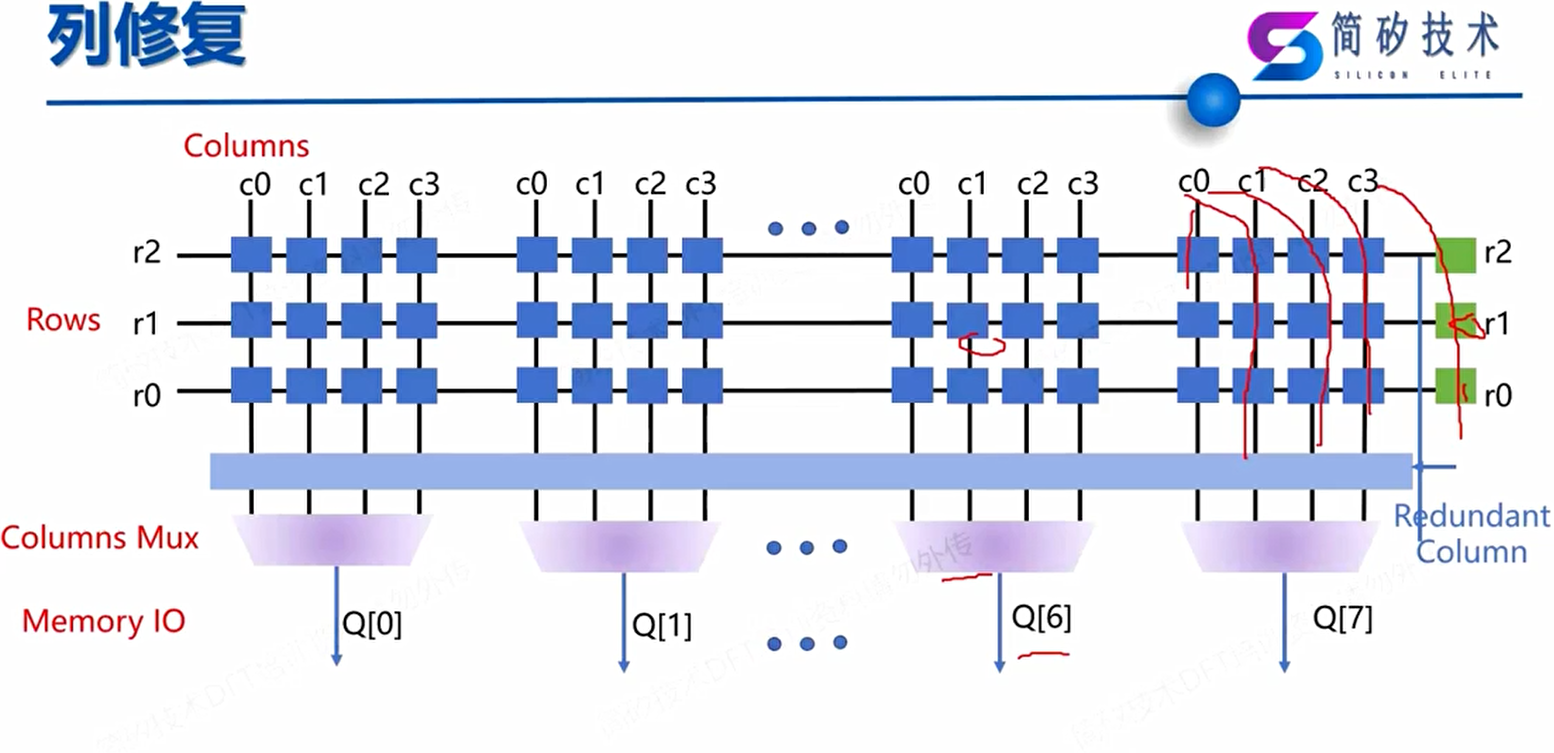 列修复
简矽技术
SILICON ELITE
Columns
c0 c1 c2 c3 c0 c1 c2 c3 c0 c1 c2 c3 c0 c1 c2 c3
r2 r2
Rows r1 r1
r0 r0
Redundant
Column
Columns Mux
Memory IO Q[0] Q[1] Q[6] Q[7]